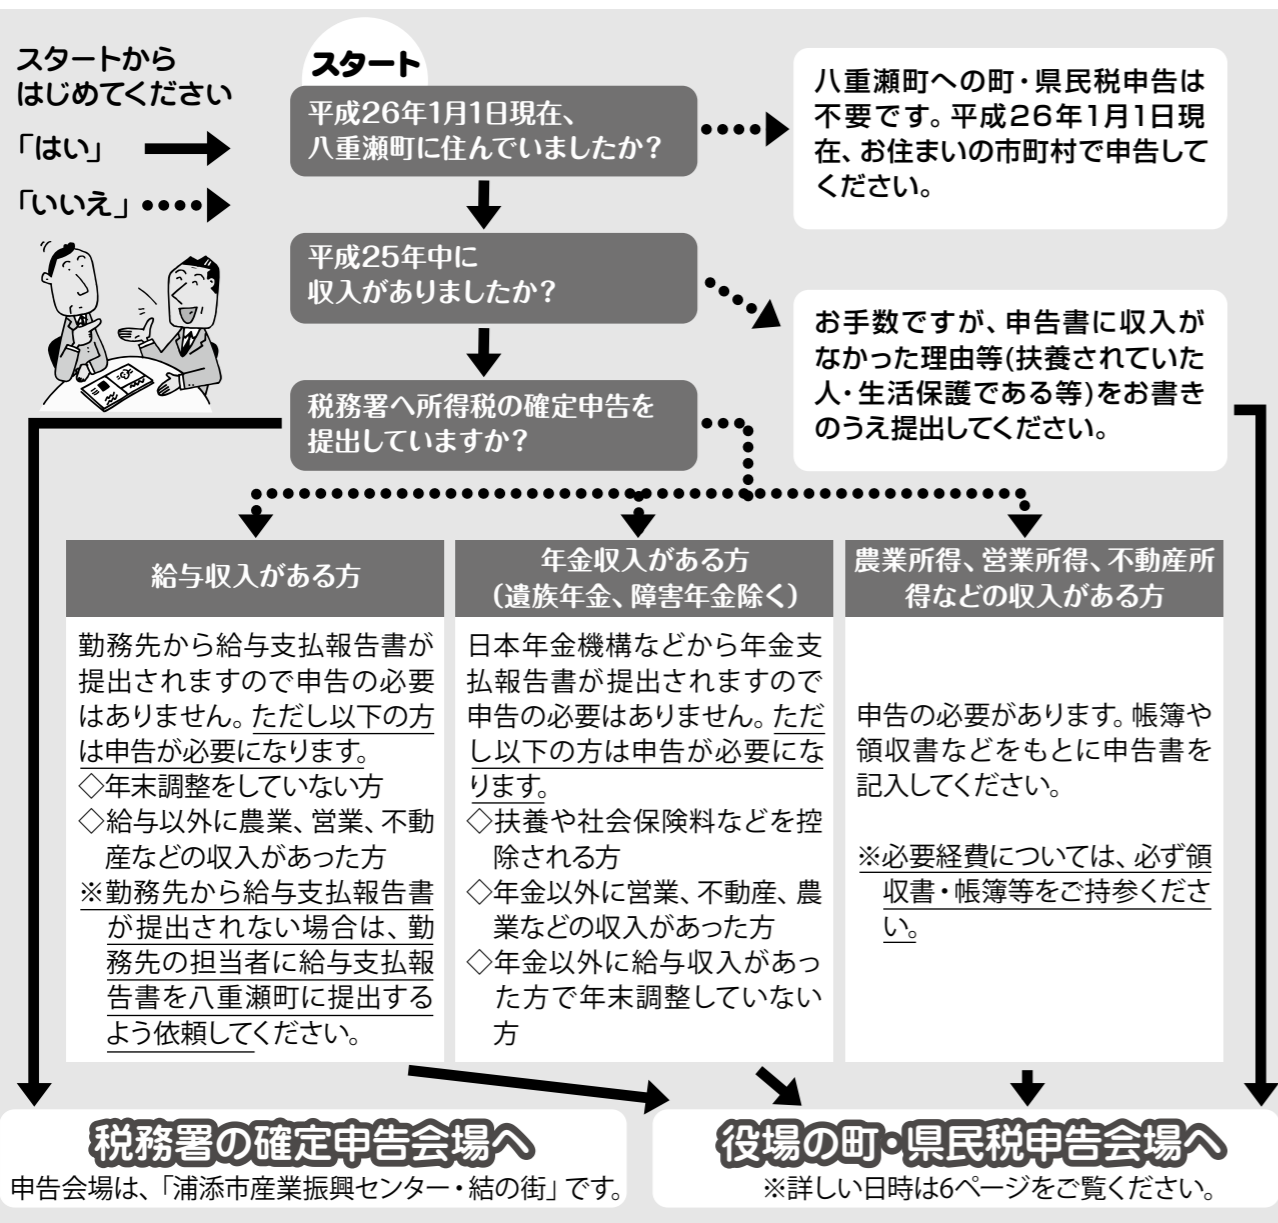 スタートから
はじめてください
「はい」
「いいえ」
スタート
平成26年1月1日現在、
八重瀬町に住んでいましたか？
八重瀬町への町・県民税申告は
不要です。平成26年1月1日現
在、お住まいの市町村で申告して
ください。
平成25年中に
収入がありましたか？
お手数ですが、申告書に収入が
なかった理由等(扶養されていた
人・生活保護である等)をお書き
のうえ提出してください。
税務署へ所得税の確定申告を
提出していますか？
給与収入がある方
勤務先から給与支払報告書が
提出されますので申告の必要
はありません。ただし以下の方
は申告が必要になります。
◇年末調整をしていない方
◇給与以外に農業、営業、不動
産などの収入があった方
※勤務先から給与支払報告書
が提出されない場合は、勤
務先の担当者に給与支払報
告書を八重瀬町に提出する
よう依頼してください。
年金収入がある方
（遺族年金、障害年金除く）
日本年金機構などから年金支
払報告書が提出されますので
申告の必要はありません。ただ
し以下の方は申告が必要にな
ります。
◇扶養や社会保険料などを控
除される方
◇年金以外に営業、不動産、農
業などの収入があった方
◇年金以外に給与収入があっ
た方で年末調整していない
方
農業所得、営業所得、不動産所
得などの収入がある方
申告の必要があります。帳簿や
領収書などをもとに申告書を
記入してください。
※必要経費については、必ず領
収書・帳簿等をご持参くださ
い。
税務署の確定申告会場へ
申告会場は、「浦添市産業振興センター・結の街」です。
役場の町・県民税申告会場へ
※詳しい日時は6ページをご覧ください。